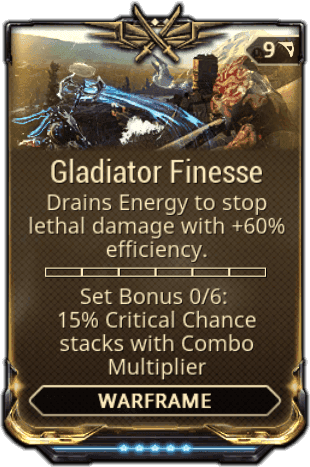 9
Gladiator Finesse
Drains Energy to stop
lethal damage with +60%
efficiency.
Set Bonus 0/6:
15% Critical Chance
stacks with Combo
Multiplier
WARFRAME